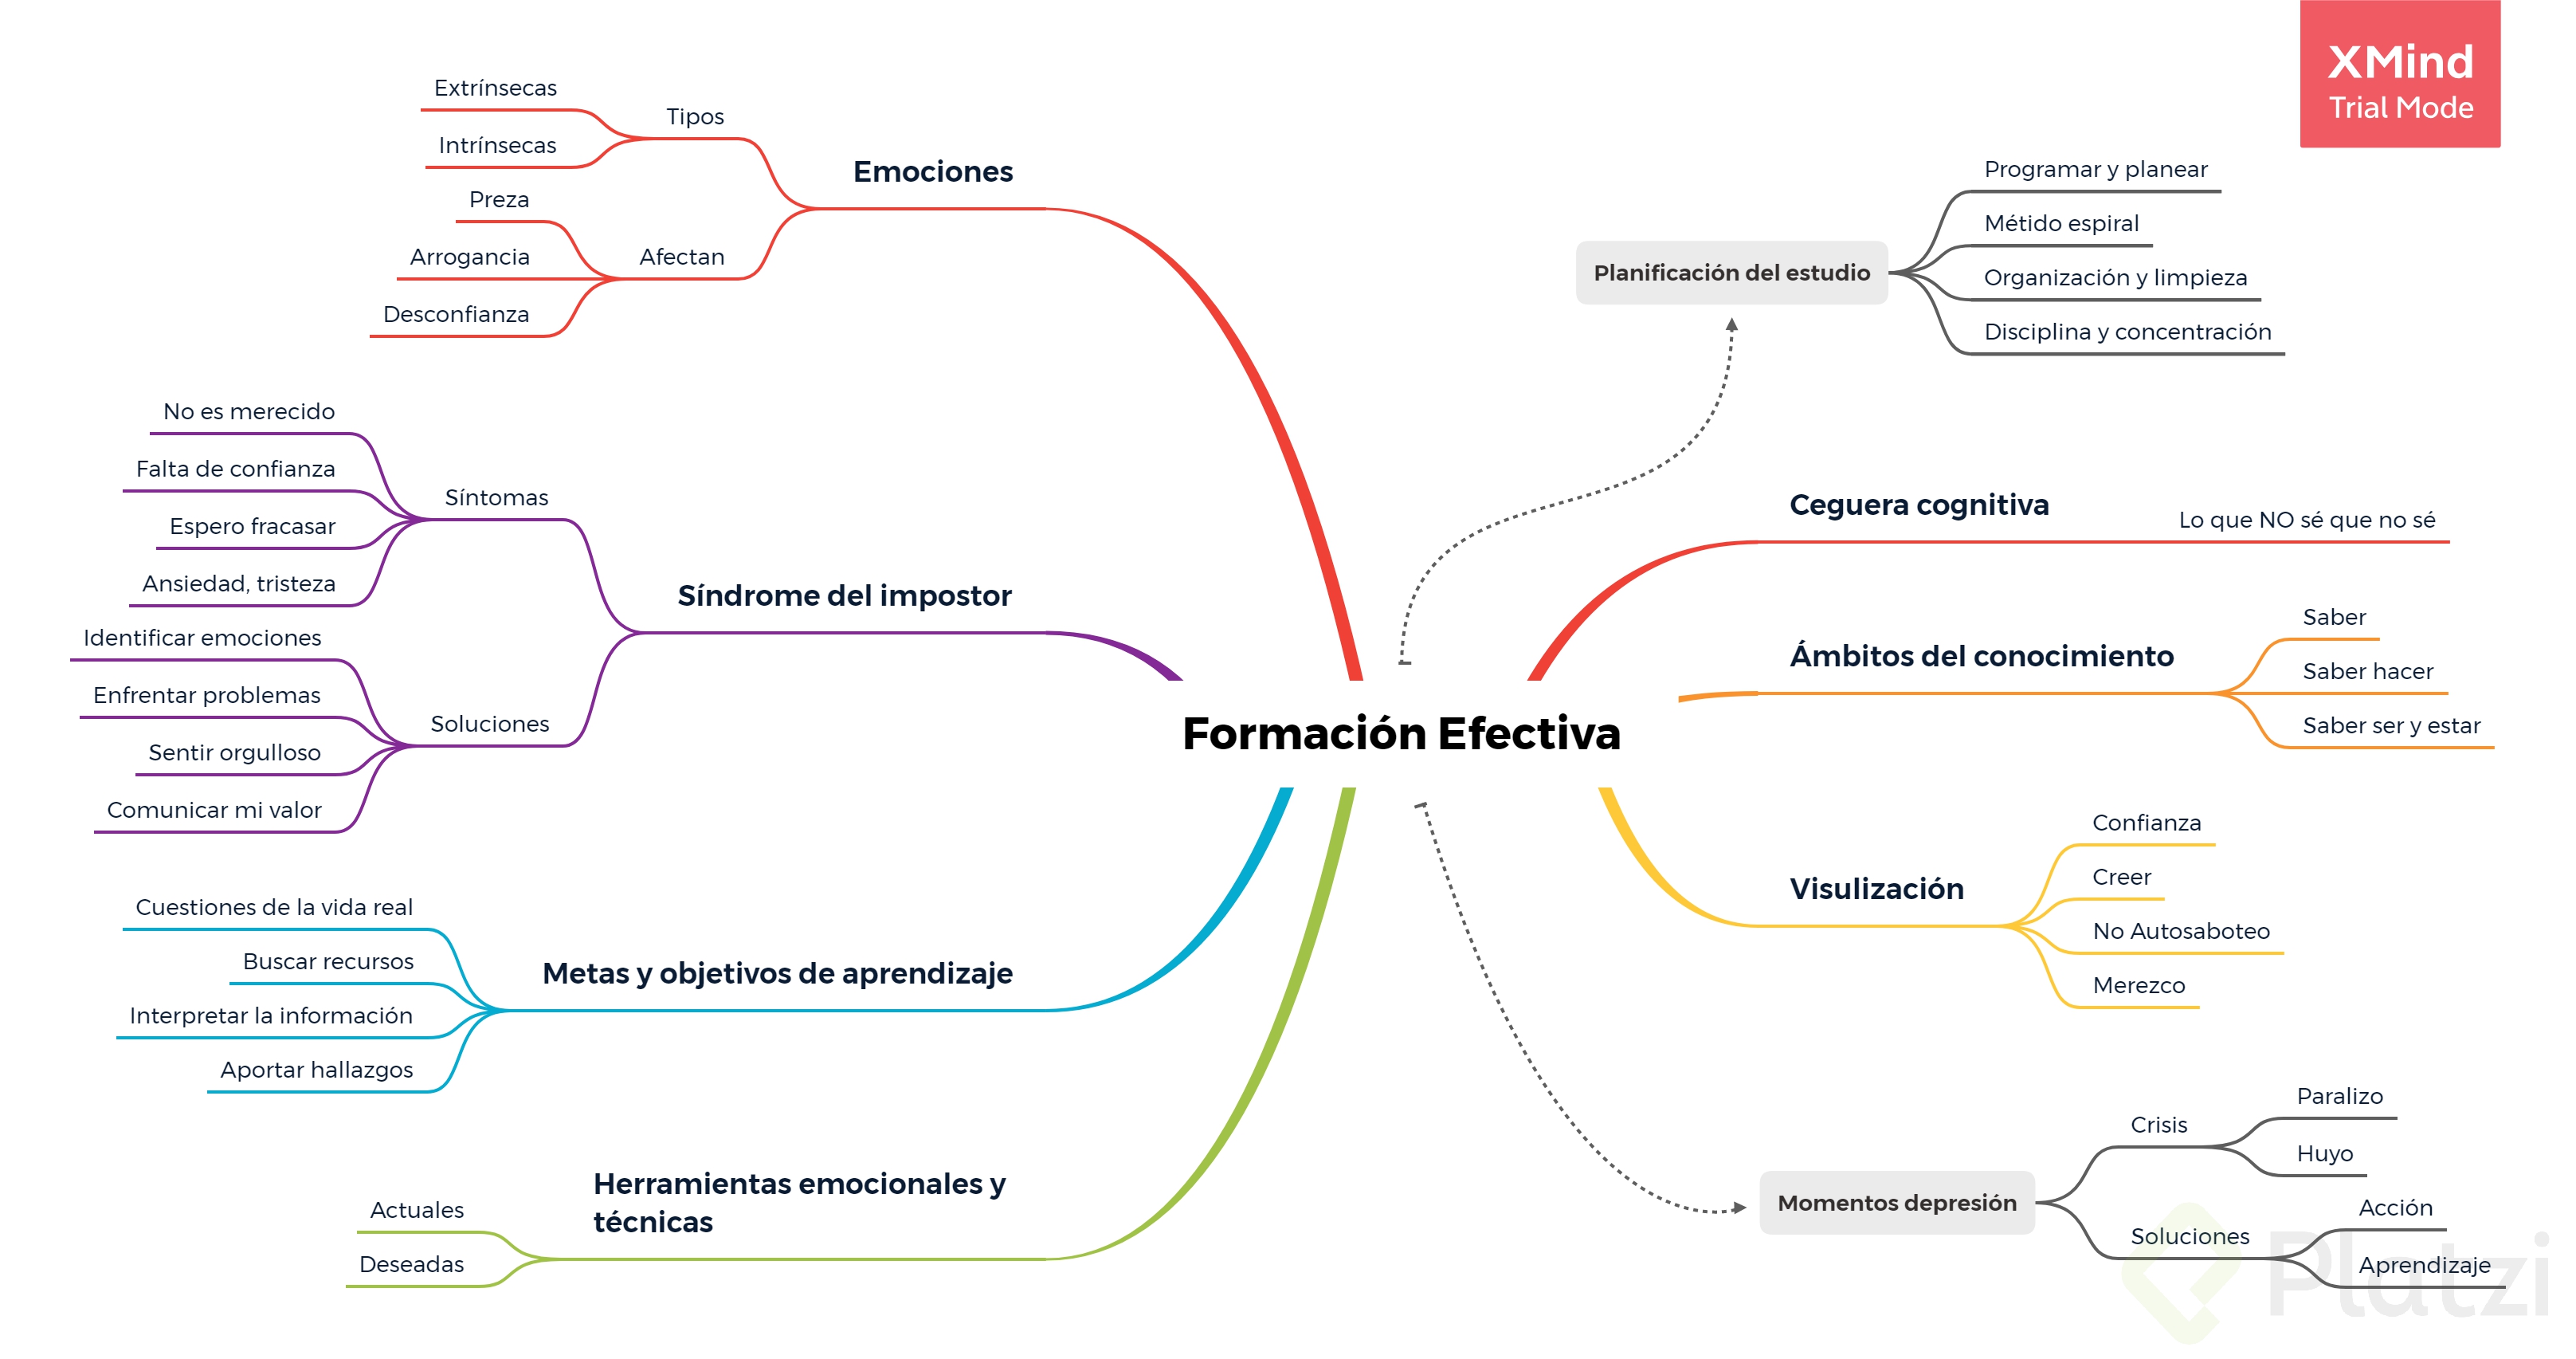 XMind
Trial Mode
Formación Efectiva
Emociones
Tipos
Extrínsecas
Intrínsecas
Afectan
Preza
Arrogancia
Desconfianza
Síndrome del impostor
Síntomas
No es merecido
Falta de confianza
Espero fracasar
Ansiedad, tristeza
Soluciones
Identificar emociones
Enfrentar problemas
Sentir orgulloso
Comunicar mi valor
Metas y objetivos de aprendizaje
Cuestiones de la vida real
Buscar recursos
Interpretar la información
Aportar hallazgos
Herramientas emocionales y
técnicas
Actuales
Deseadas
Planificación del estudio
Programar y planear
Métido espiral
Organización y limpieza
Disciplina y concentración
Ceguera cognitiva
Lo que NO sé que no sé
Ámbitos del conocimiento
Saber
Saber hacer
Saber ser y estar
Visulización
Confianza
Creer
No Autosaboteo
Merezco
Momentos depresión
Crisis
Paralizo
Huyo
Soluciones
Acción
Aprendizaje
Platzi